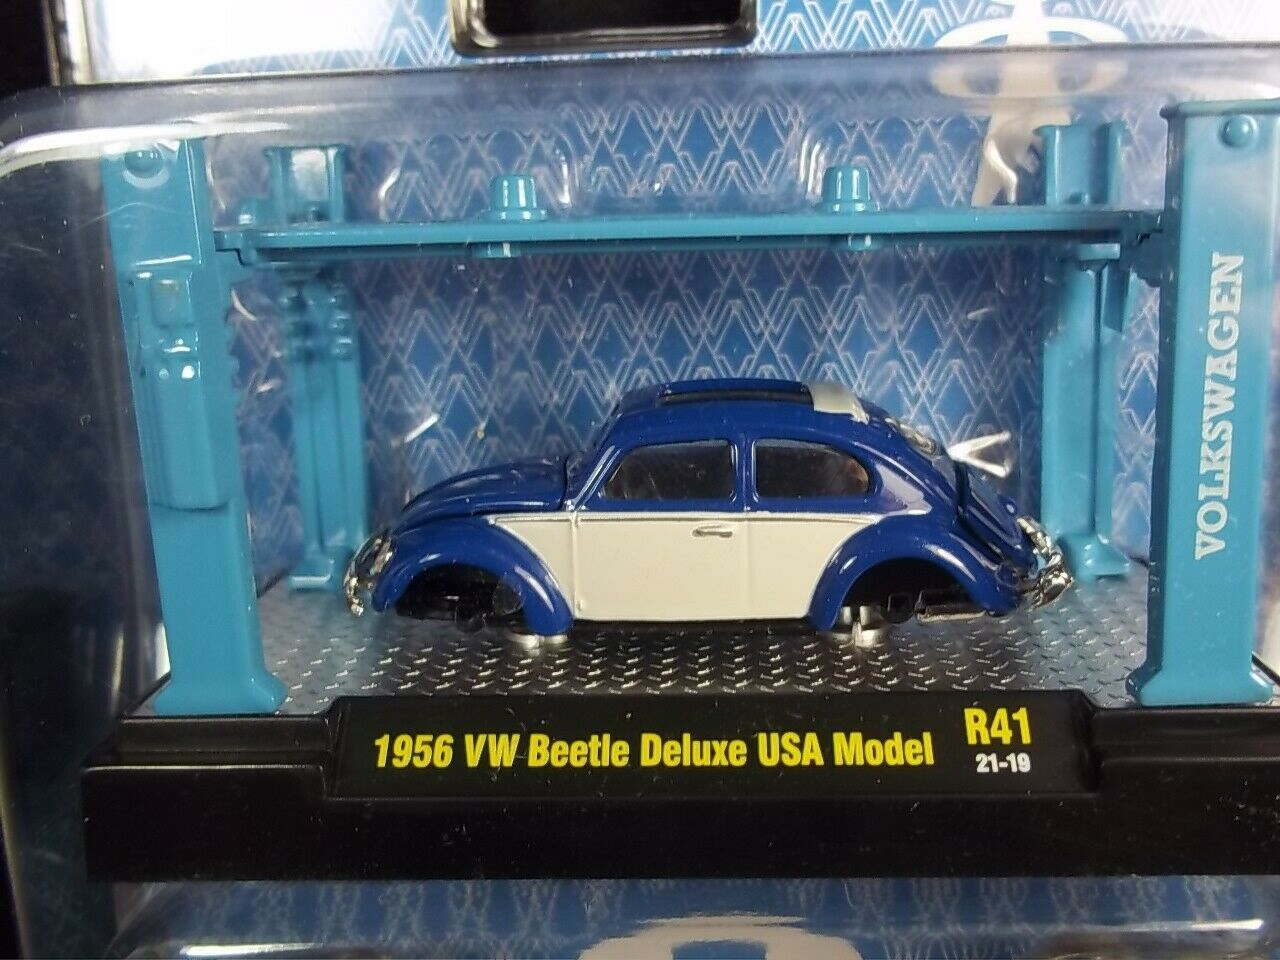 VOLKSWAGEN
1956 VW Beetle Deluxe USA Model
R41
21-19